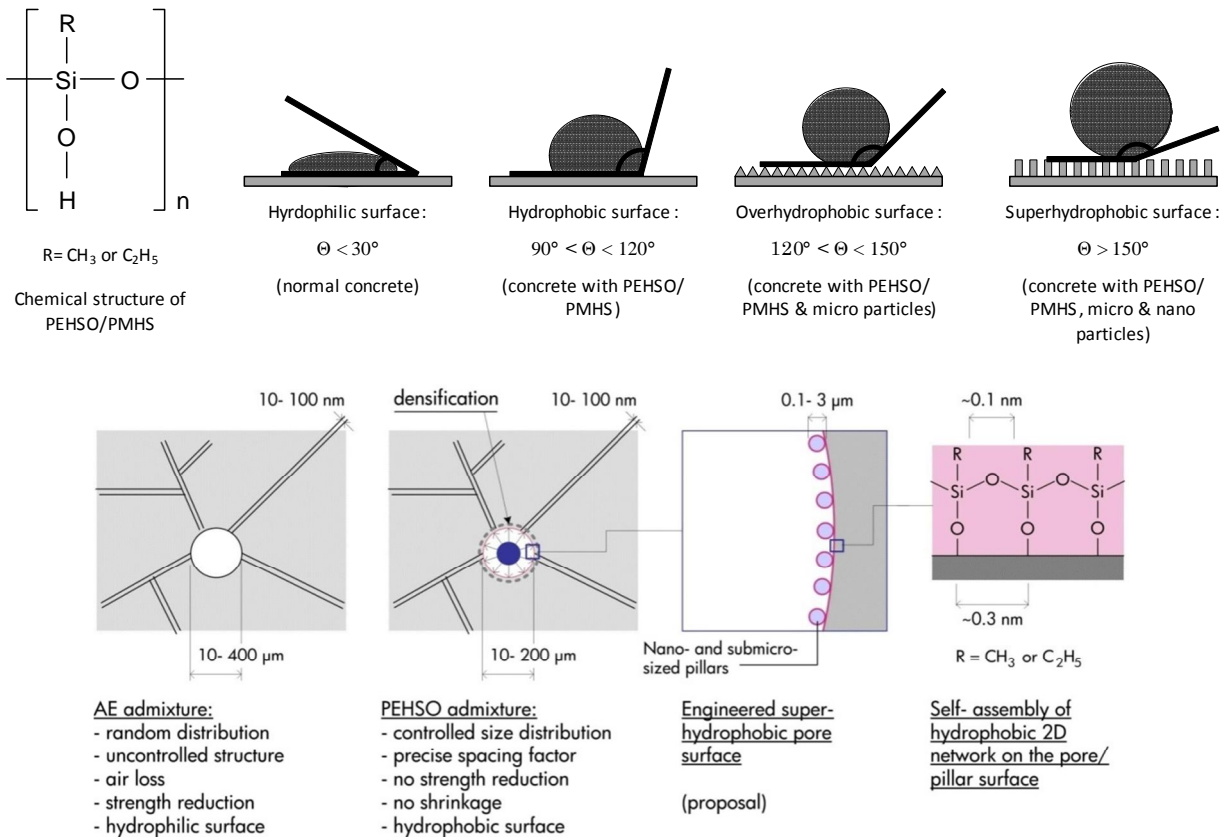 R
Si
O
O
H
n
R= CH₃ or C₂H₅
Chemical structure of
PEHSO/PMHS
Hyrdophilic surface:
Θ < 30°
(normal concrete)
Hydrophobic surface :
90° < Θ < 120°
(concrete with PEHSO/
PMHS)
Overhydrophobic surface :
120° < Θ < 150°
(concrete with PEHSO/
PMHS & micro particles)
Superhydrophobic surface :
Θ > 150°
(concrete with PEHSO/
PMHS, micro & nano
particles)
10- 100 nm
10- 400 µm
AE admixture:
- random distribution
- uncontrolled structure
- air loss
- strength reduction
- hydrophilic surface
densification
10- 100 nm
10- 200 µm
PEHSO admixture:
- controlled size distribution
- precise spacing factor
- no strength reduction
- no shrinkage
- hydrophobic surface
0.1- 3 µm
Nano- and submicro-
sized pillars
Engineered super-
hydrophobic pore
surface
(proposal)
~0.1 nm
R R R
O O
Si Si Si
O O O
~0.3 nm
R = CH₃ or C₂H₅
Self- assembly of
hydrophobic 2D
network on the pore/
pillar surface